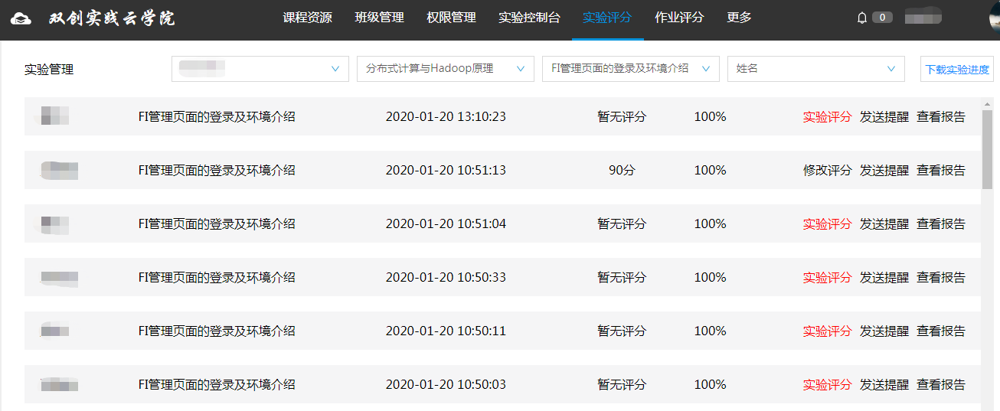 双创实践云学院 课程资源 班级管理 权限管理 实验控制台 实验评分 作业评分 更多 0
实验管理 分布式计算与Hadoop原理 FI管理页面的登录及环境介绍 姓名 下载实验进度
FI管理页面的登录及环境介绍 2020-01-20 13:10:23 暂无评分 100% 实验评分 发送提醒 查看报告
FI管理页面的登录及环境介绍 2020-01-20 10:51:13 90分 100% 修改评分 发送提醒 查看报告
FI管理页面的登录及环境介绍 2020-01-20 10:51:04 暂无评分 100% 实验评分 发送提醒 查看报告
FI管理页面的登录及环境介绍 2020-01-20 10:50:33 暂无评分 100% 实验评分 发送提醒 查看报告
FI管理页面的登录及环境介绍 2020-01-20 10:50:11 暂无评分 100% 实验评分 发送提醒 查看报告
FI管理页面的登录及环境介绍 2020-01-20 10:50:03 暂无评分 100% 实验评分 发送提醒 查看报告